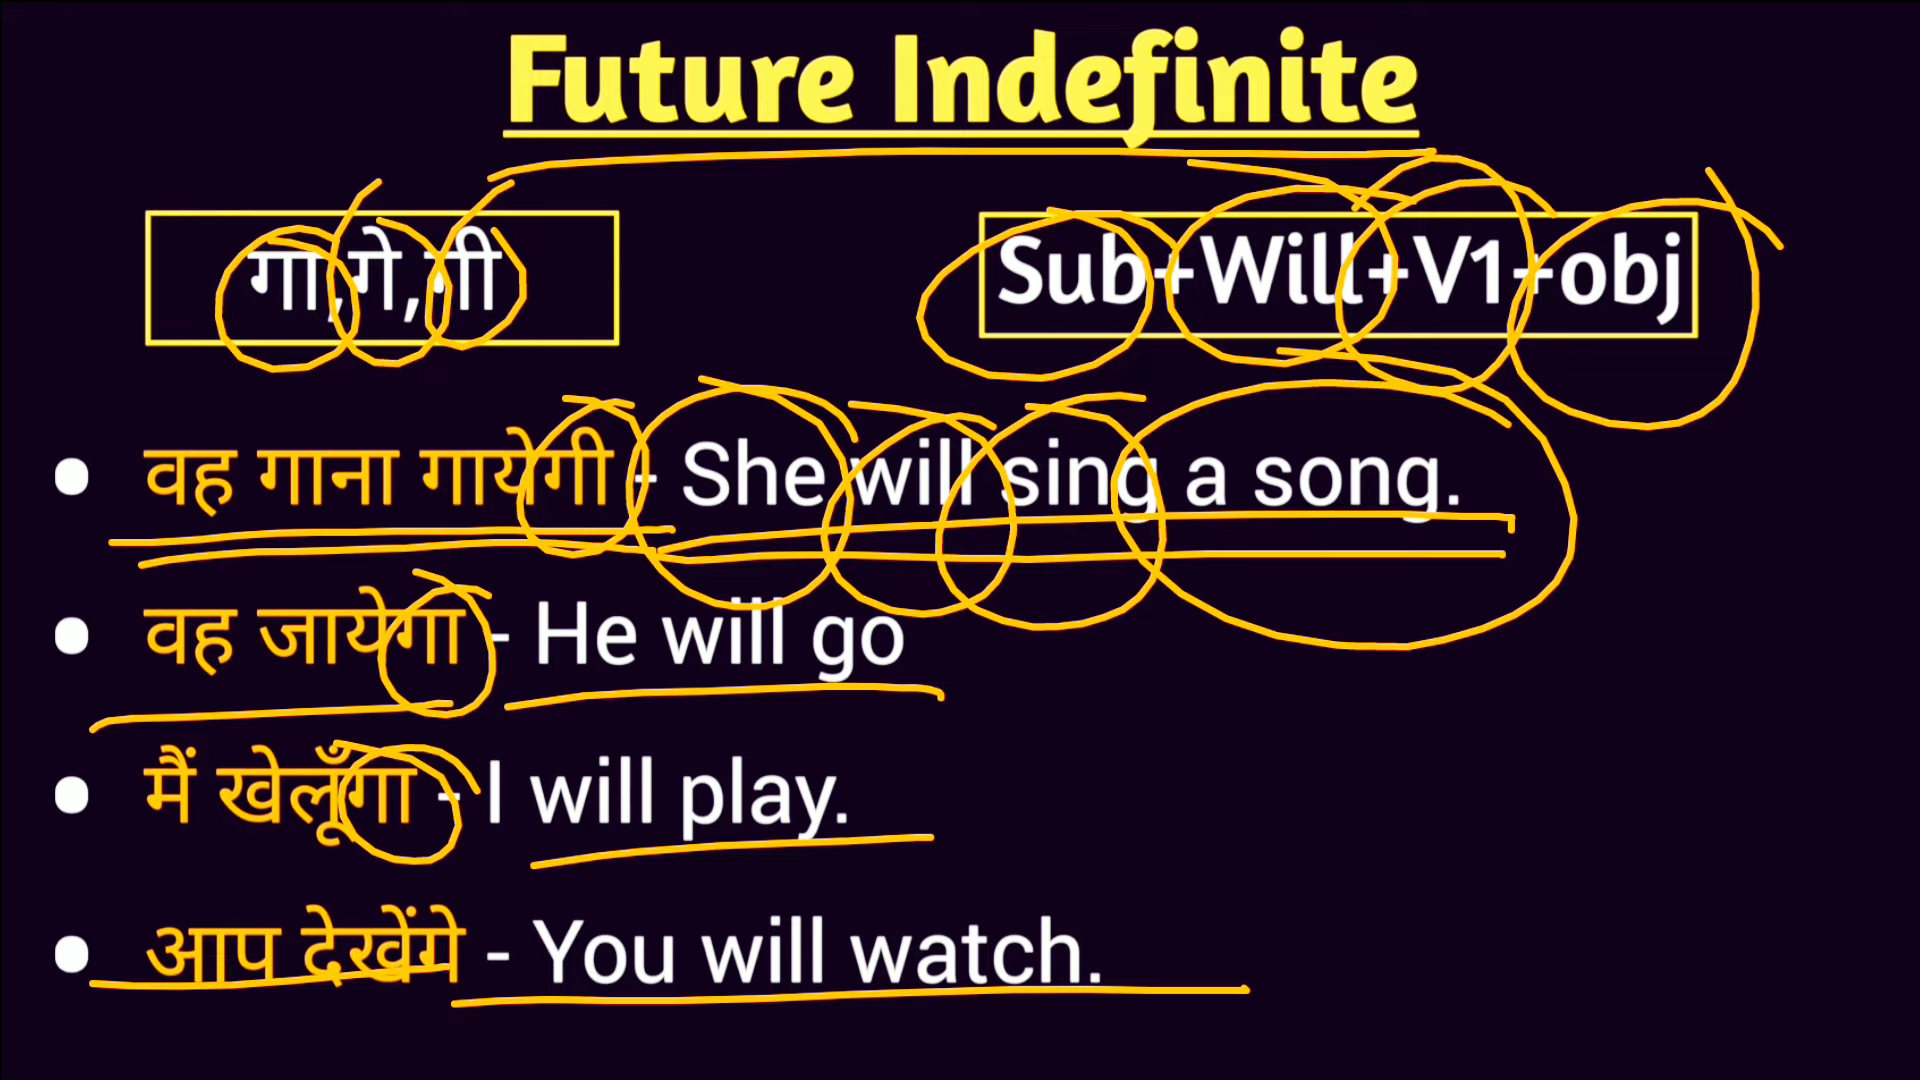 Future Indefinite
गा,गे,गी
Sub+Will+V1+obj
• वह गाना गायेगी - She will sing a song.
• वह जायेगा - He will go
• मैं खेलूँगा - I will play.
• आप देखेंगे - You will watch.